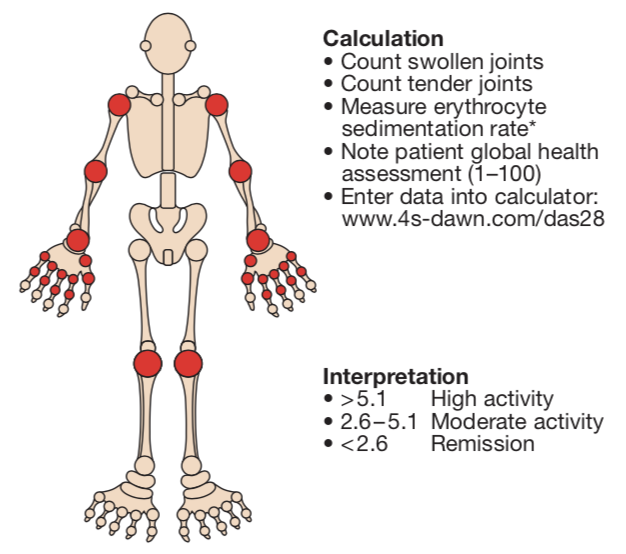 Calculation
• Count swollen joints
• Count tender joints
• Measure erythrocyte
sedimentation rate*
• Note patient global health
assessment (1–100)
• Enter data into calculator:
www.4s-dawn.com/das28
Interpretation
• >5.1 High activity
• 2.6–5.1 Moderate activity
• <2.6 Remission